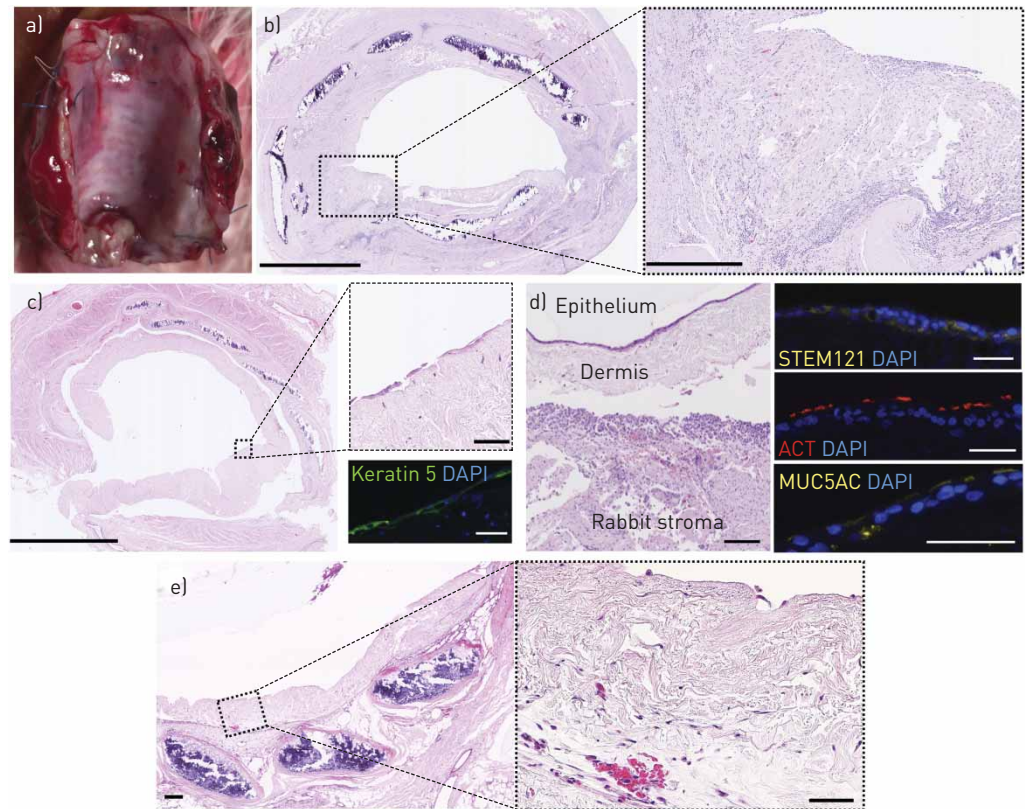 a)
b)
c)
Keratin 5 DAPI
d)
Epithelium
Dermis
Rabbit stroma
STEM121 DAPI
ACT DAPI
MUC5AC DAPI
e)